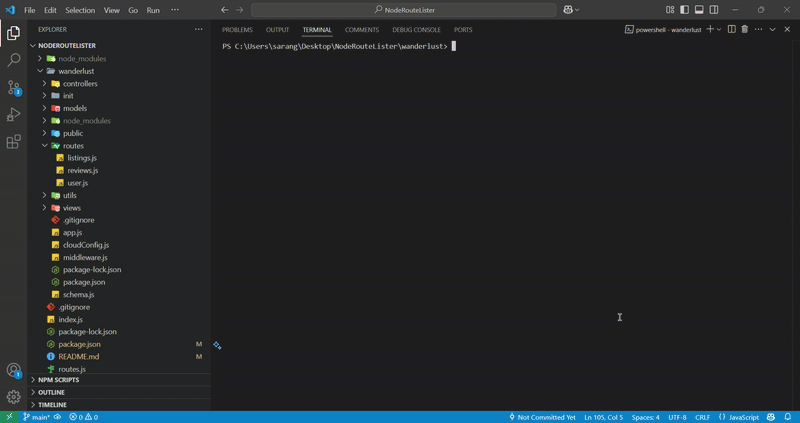 File Edit Selection View Go Run ···
NodeRouteLister
EXPLORER
NODEROUTELISTER
node_modules
wanderlust
controllers
init
models
node_modules
public
routes
listings.js
reviews.js
user.js
utils
views
.gitignore
app.js
cloudConfig.js
middleware.js
package-lock.json
package.json
schema.js
.gitignore
index.js
package-lock.json
package.json M
README.md M
routes.js
NPM SCRIPTS
OUTLINE
TIMELINE
3
1
PROBLEMS OUTPUT TERMINAL COMMENTS DEBUG CONSOLE PORTS
powershell - wanderlust
PS C:\Users\sarang\Desktop\NodeRouteLister\wanderlust>
main* 0 0 Not Committed Yet Ln 105, Col 5 Spaces: 4 UTF-8 CRLF {} JavaScript